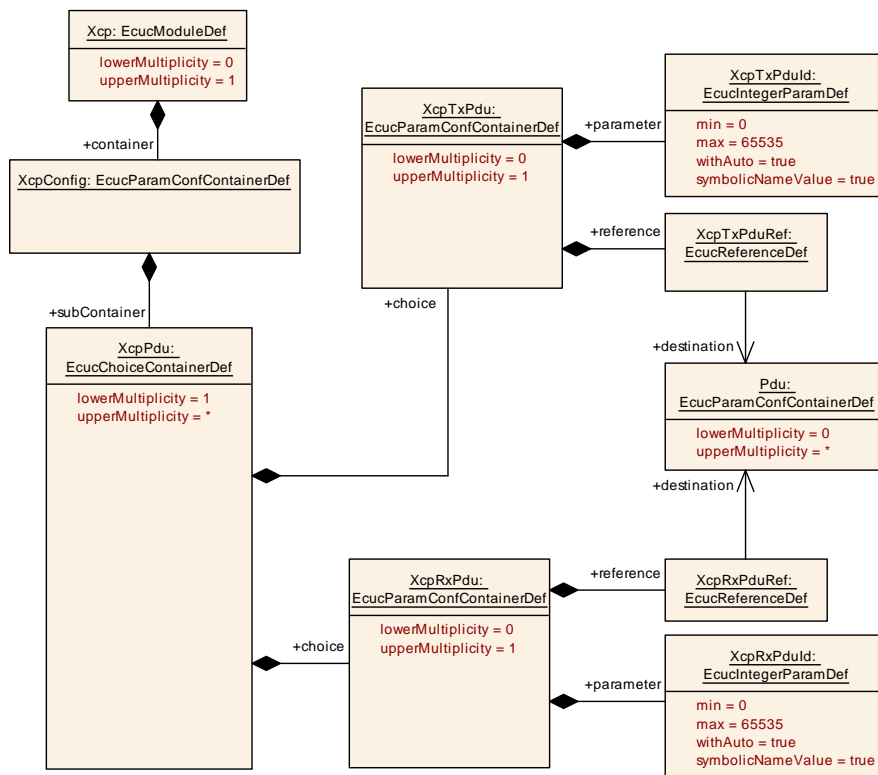 Xcp: EcucModuleDef
lowerMultiplicity = 0
upperMultiplicity = 1
+container
XcpConfig: EcucParamConfContainerDef
+subContainer
XcpPdu:
EcucChoiceContainerDef
lowerMultiplicity = 1
upperMultiplicity = *
XcpTxPdu:
EcucParamConfContainerDef
lowerMultiplicity = 0
upperMultiplicity = 1
+choice
+parameter
XcpTxPduId:
EcucIntegerParamDef
min = 0
max = 65535
withAuto = true
symbolicNameValue = true
+reference
XcpTxPduRef:
EcucReferenceDef
+destination
Pdu:
EcucParamConfContainerDef
lowerMultiplicity = 0
upperMultiplicity = *
+destination
+choice
XcpRxPdu:
EcucParamConfContainerDef
lowerMultiplicity = 0
upperMultiplicity = 1
+reference
XcpRxPduRef:
EcucReferenceDef
+parameter
XcpRxPduId:
EcucIntegerParamDef
min = 0
max = 65535
withAuto = true
symbolicNameValue = true